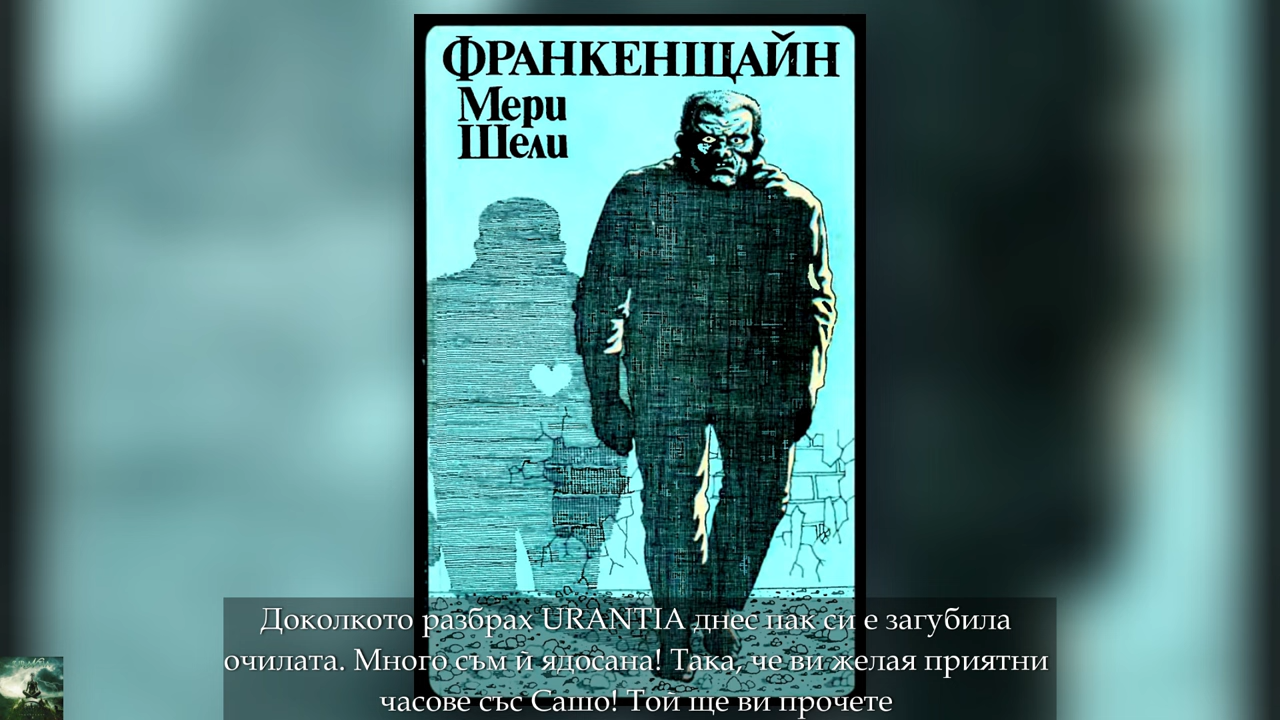 ФРАНКЕНЩАЙН
Мери
Шели
Доколкото разбрах URANTIA днес пак си е загубила
очилата. Много съм ѝ ядосана! Така, че ви желая приятни
часове със Сашо! Той ще ви прочете